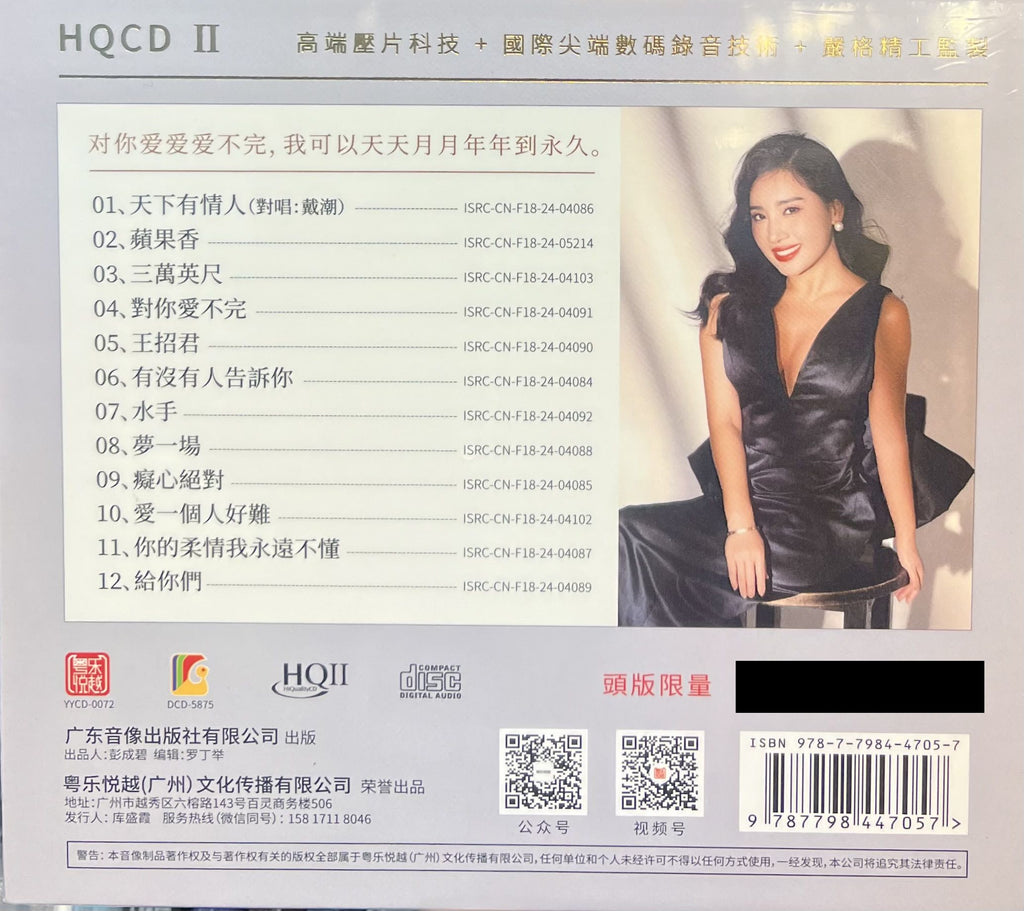 HQCD II
高端壓片科技 + 國際尖端數碼錄音技術 + 嚴格精工監製
对你爱爱爱不完, 我可以天天月月年年到永久。
01、天下有情人(對唱:戴潮) ISRC-CN-F18-24-04086
02、蘋果香 ISRC-CN-F18-24-05214
03、三萬英尺 ISRC-CN-F18-24-04103
04、對你愛不完 ISRC-CN-F18-24-04091
05、王招君 ISRC-CN-F18-24-04090
06、有沒有人告訴你 ISRC-CN-F18-24-04084
07、水手 ISRC-CN-F18-24-04092
08、夢一場 ISRC-CN-F18-24-04088
09、癡心絕對 ISRC-CN-F18-24-04085
10、愛一個人好難 ISRC-CN-F18-24-04102
11、你的柔情我永遠不懂 ISRC-CN-F18-24-04087
12、給你們 ISRC-CN-F18-24-04089
粤乐悦越
YYCD-0072
DCD-5875
HQII
HiQualityCD
COMPACT
disc
DIGITAL AUDIO
頭版限量
广东音像出版社有限公司 出版
出品人:彭成碧 编辑:罗丁举
粤乐悦越(广州)文化传播有限公司 荣誉出品
地址:广州市越秀区六榕路143号百灵商务楼506
发行人: 库盛霞 服务热线(微信同号): 158 1711 8046
公众号
视频号
ISBN 978-7-7984-4705-7
9 787798 447057 >
警告: 本音像制品著作权及与著作权有关的版权全部属于粤乐悦越(广州)文化传播有限公司, 任何单位和个人未经许可不得以任何方式使用, 一经发现, 本公司将追究其法律责任。